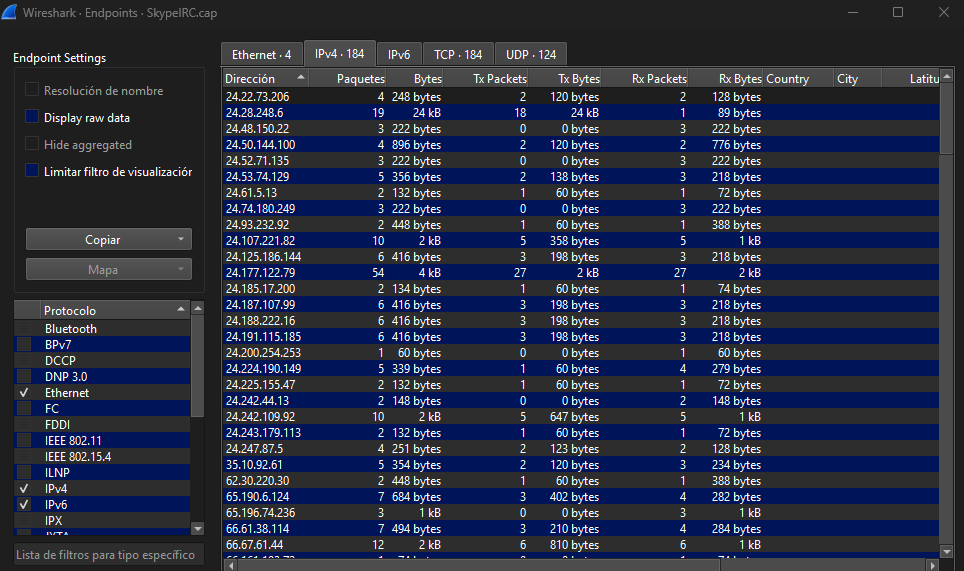 Wireshark · Endpoints · SkypeIRC.cap
Endpoint Settings
Resolución de nombre
Display raw data
Hide aggregated
Limitar filtro de visualizaciór
Copiar
Mapa
Protocolo
Bluetooth
BPv7
DCCP
DNP 3.0
Ethernet
FC
FDDI
IEEE 802.11
IEEE 802.15.4
ILNP
IPv4
IPv6
IPX
Lista de filtros para tipo específico
Ethernet · 4 IPv4 · 184 IPv6 TCP · 184 UDP · 124
Dirección Paquetes Bytes Tx Packets Tx Bytes Rx Packets Rx Bytes Country City Latitu
24.22.73.206 4 248 bytes 2 120 bytes 2 128 bytes
24.28.248.6 19 24 kB 18 24 kB 1 89 bytes
24.48.150.22 3 222 bytes 0 0 bytes 3 222 bytes
24.50.144.100 4 896 bytes 2 120 bytes 2 776 bytes
24.52.71.135 3 222 bytes 0 0 bytes 3 222 bytes
24.53.74.129 5 356 bytes 2 138 bytes 3 218 bytes
24.61.5.13 2 132 bytes 1 60 bytes 1 72 bytes
24.74.180.249 3 222 bytes 0 0 bytes 3 222 bytes
24.93.232.92 2 448 bytes 1 60 bytes 1 388 bytes
24.107.221.82 10 2 kB 5 358 bytes 5 1 kB
24.125.186.144 6 416 bytes 3 198 bytes 3 218 bytes
24.177.122.79 54 4 kB 27 2 kB 27 2 kB
24.185.17.200 2 134 bytes 1 60 bytes 1 74 bytes
24.187.107.99 6 416 bytes 3 198 bytes 3 218 bytes
24.188.222.16 6 416 bytes 3 198 bytes 3 218 bytes
24.191.115.185 6 416 bytes 3 198 bytes 3 218 bytes
24.200.254.253 1 60 bytes 0 0 bytes 1 60 bytes
24.224.190.149 5 339 bytes 1 60 bytes 4 279 bytes
24.225.155.47 2 132 bytes 1 60 bytes 1 72 bytes
24.242.44.13 2 148 bytes 0 0 bytes 2 148 bytes
24.242.109.92 10 2 kB 5 647 bytes 5 1 kB
24.243.179.113 2 132 bytes 1 60 bytes 1 72 bytes
24.247.87.5 4 251 bytes 2 123 bytes 2 128 bytes
35.10.92.61 5 354 bytes 2 120 bytes 3 234 bytes
62.30.220.30 2 448 bytes 1 60 bytes 1 388 bytes
65.190.6.124 7 684 bytes 3 402 bytes 4 282 bytes
65.196.74.236 3 1 kB 0 0 bytes 3 1 kB
66.61.38.114 7 494 bytes 3 210 bytes 4 284 bytes
66.67.61.44 12 2 kB 6 810 bytes 6 1 kB